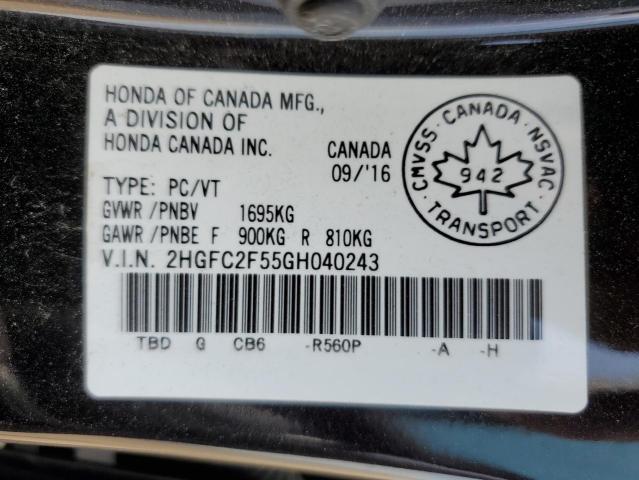 HONDA OF CANADA MFG.,
A DIVISION OF
HONDA CANADA INC.
CANADA
09/'16
TYPE: PC/VT
GVWR /PNBV 1695KG
GAWR /PNBE F 900KG R 810KG
V.I.N. 2HGFC2F55GH040243
TBD G CB6 -R560P -A -H
CMVSS · CANADA · NSVAC
942
TRANSPORT